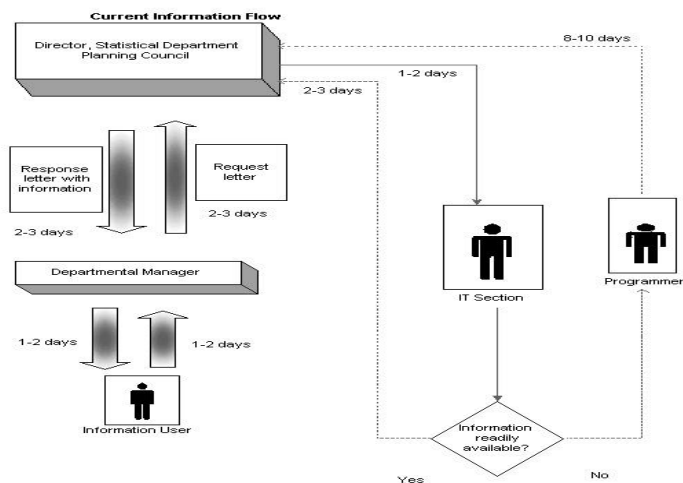 Current Information Flow
Director, Statistical Department
Planning Council
8-10 days
1-2 days
2-3 days
Response
letter with
information
Request
letter
2-3 days
2-3 days
Departmental Manager
1-2 days
1-2 days
Information User
IT Section
Programmer
Information
readily
available?
Yes
No